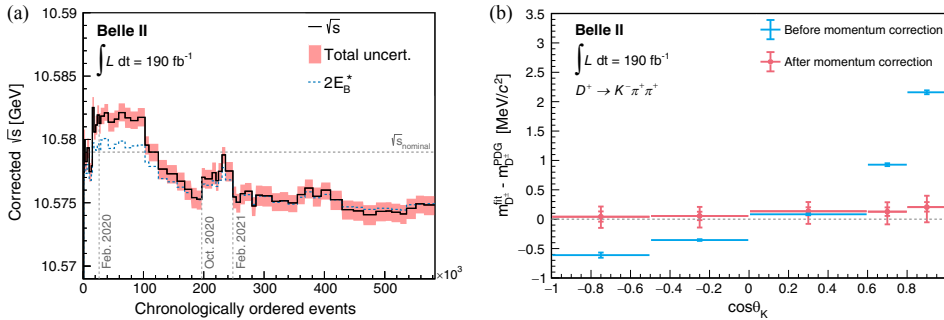 (a)
Belle II
∫ L dt = 190 fb⁻¹
√s
Total uncert.
2E*B
√s nominal
Corrected √s [GeV]
10.59
10.585
10.58
10.575
10.57
Feb. 2020
Oct. 2020
Feb. 2021
0 100 200 300 400 500
×10³
Chronologically ordered events
(b)
Belle II
∫ L dt = 190 fb⁻¹
D⁺ → K⁻π⁺π⁺
Before momentum correction
After momentum correction
m^fit_D± - m^PDG_D± [MeV/c²]
3.5
3
2.5
2
1.5
1
0.5
0
−0.5
−1
−1 −0.8 −0.6 −0.4 −0.2 0 0.2 0.4 0.6 0.8
cosθK